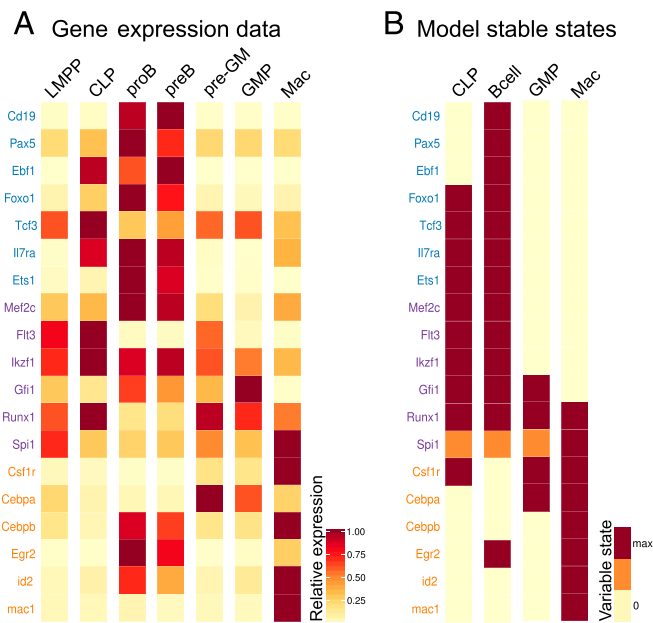 A Gene expression data
LMPP CLP proB preB pre-GM GMP Mac
Cd19
Pax5
Ebf1
Foxo1
Tcf3
Il7ra
Ets1
Mef2c
Flt3
Ikzf1
Gfi1
Runx1
Spi1
Csf1r
Cebpa
Cebpb
Egr2
id2
mac1
Relative expression
1.00
0.75
0.50
0.25
B Model stable states
CLP Bcell GMP Mac
Cd19
Pax5
Ebf1
Foxo1
Tcf3
Il7ra
Ets1
Mef2c
Flt3
Ikzf1
Gfi1
Runx1
Spi1
Csf1r
Cebpa
Cebpb
Egr2
id2
mac1
Variable state
max
0